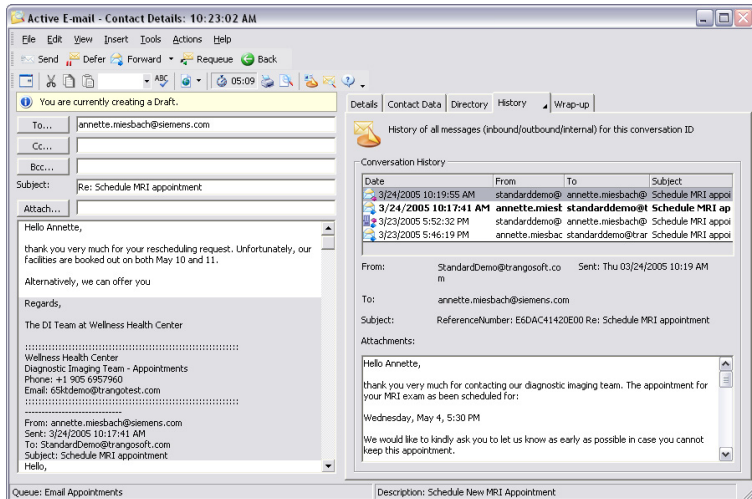 Active E-mail - Contact Details: 10:23:02 AM
File Edit View Insert Tools Actions Help
Send Defer Forward Requeue Back
ABC 05:09
You are currently creating a Draft.
To... annette.miesbach@siemens.com
Cc...
Bcc...
Subject: Re: Schedule MRI appointment
Attach...
Hello Annette,
thank you very much for your rescheduling request. Unfortunately, our
facilities are booked out on both May 10 and 11.
Alternatively, we can offer you
Regards,
The DI Team at Wellness Health Center
::::::::::::::::::::::::::::::::::::::::::::::::::::::::::::
Wellness Health Center
Diagnostic Imaging Team - Appointments
Phone: +1 905 6957960
Email: 65ktdemo@trangotest.com
::::::::::::::::::::::::::::::::::::::::::::::::::::::::::::
-----------------------------
From: annette.miesbach@siemens.com
Sent: 3/24/2005 10:17:41 AM
To: StandardDemo@trangosoft.com
Subject: Schedule MRI appointment
Hello,
Details Contact Data Directory History Wrap-up
History of all messages (inbound/outbound/internal) for this conversation ID
Conversation History
Date From To Subject
3/24/2005 10:19:55 AM standarddemo@ annette.miesbach@ Schedule MRI appoi
3/24/2005 10:17:41 AM annette.miest standarddemo@t Schedule MRI ap
3/23/2005 5:52:32 PM standarddemo@ annette.miesbach@ Schedule MRI appoi
3/23/2005 5:46:19 PM annette.miesbac standarddemo@trar Schedule MRI appoi
From: StandardDemo@trangosoft.co Sent: Thu 03/24/2005 10:19 AM
m
To: annette.miesbach@siemens.com
Subject: ReferenceNumber: E6DAC41420E00 Re: Schedule MRI appointment
Attachments:
Hello Annette,
thank you very much for contacting our diagnostic imaging team. The appointment for
your MRI exam as been scheduled for:
Wednesday, May 4, 5:30 PM
We would like to kindly ask you to let us know as early as possible in case you cannot
keep this appointment.
Queue: Email Appointments
Description: Schedule New MRI Appointment